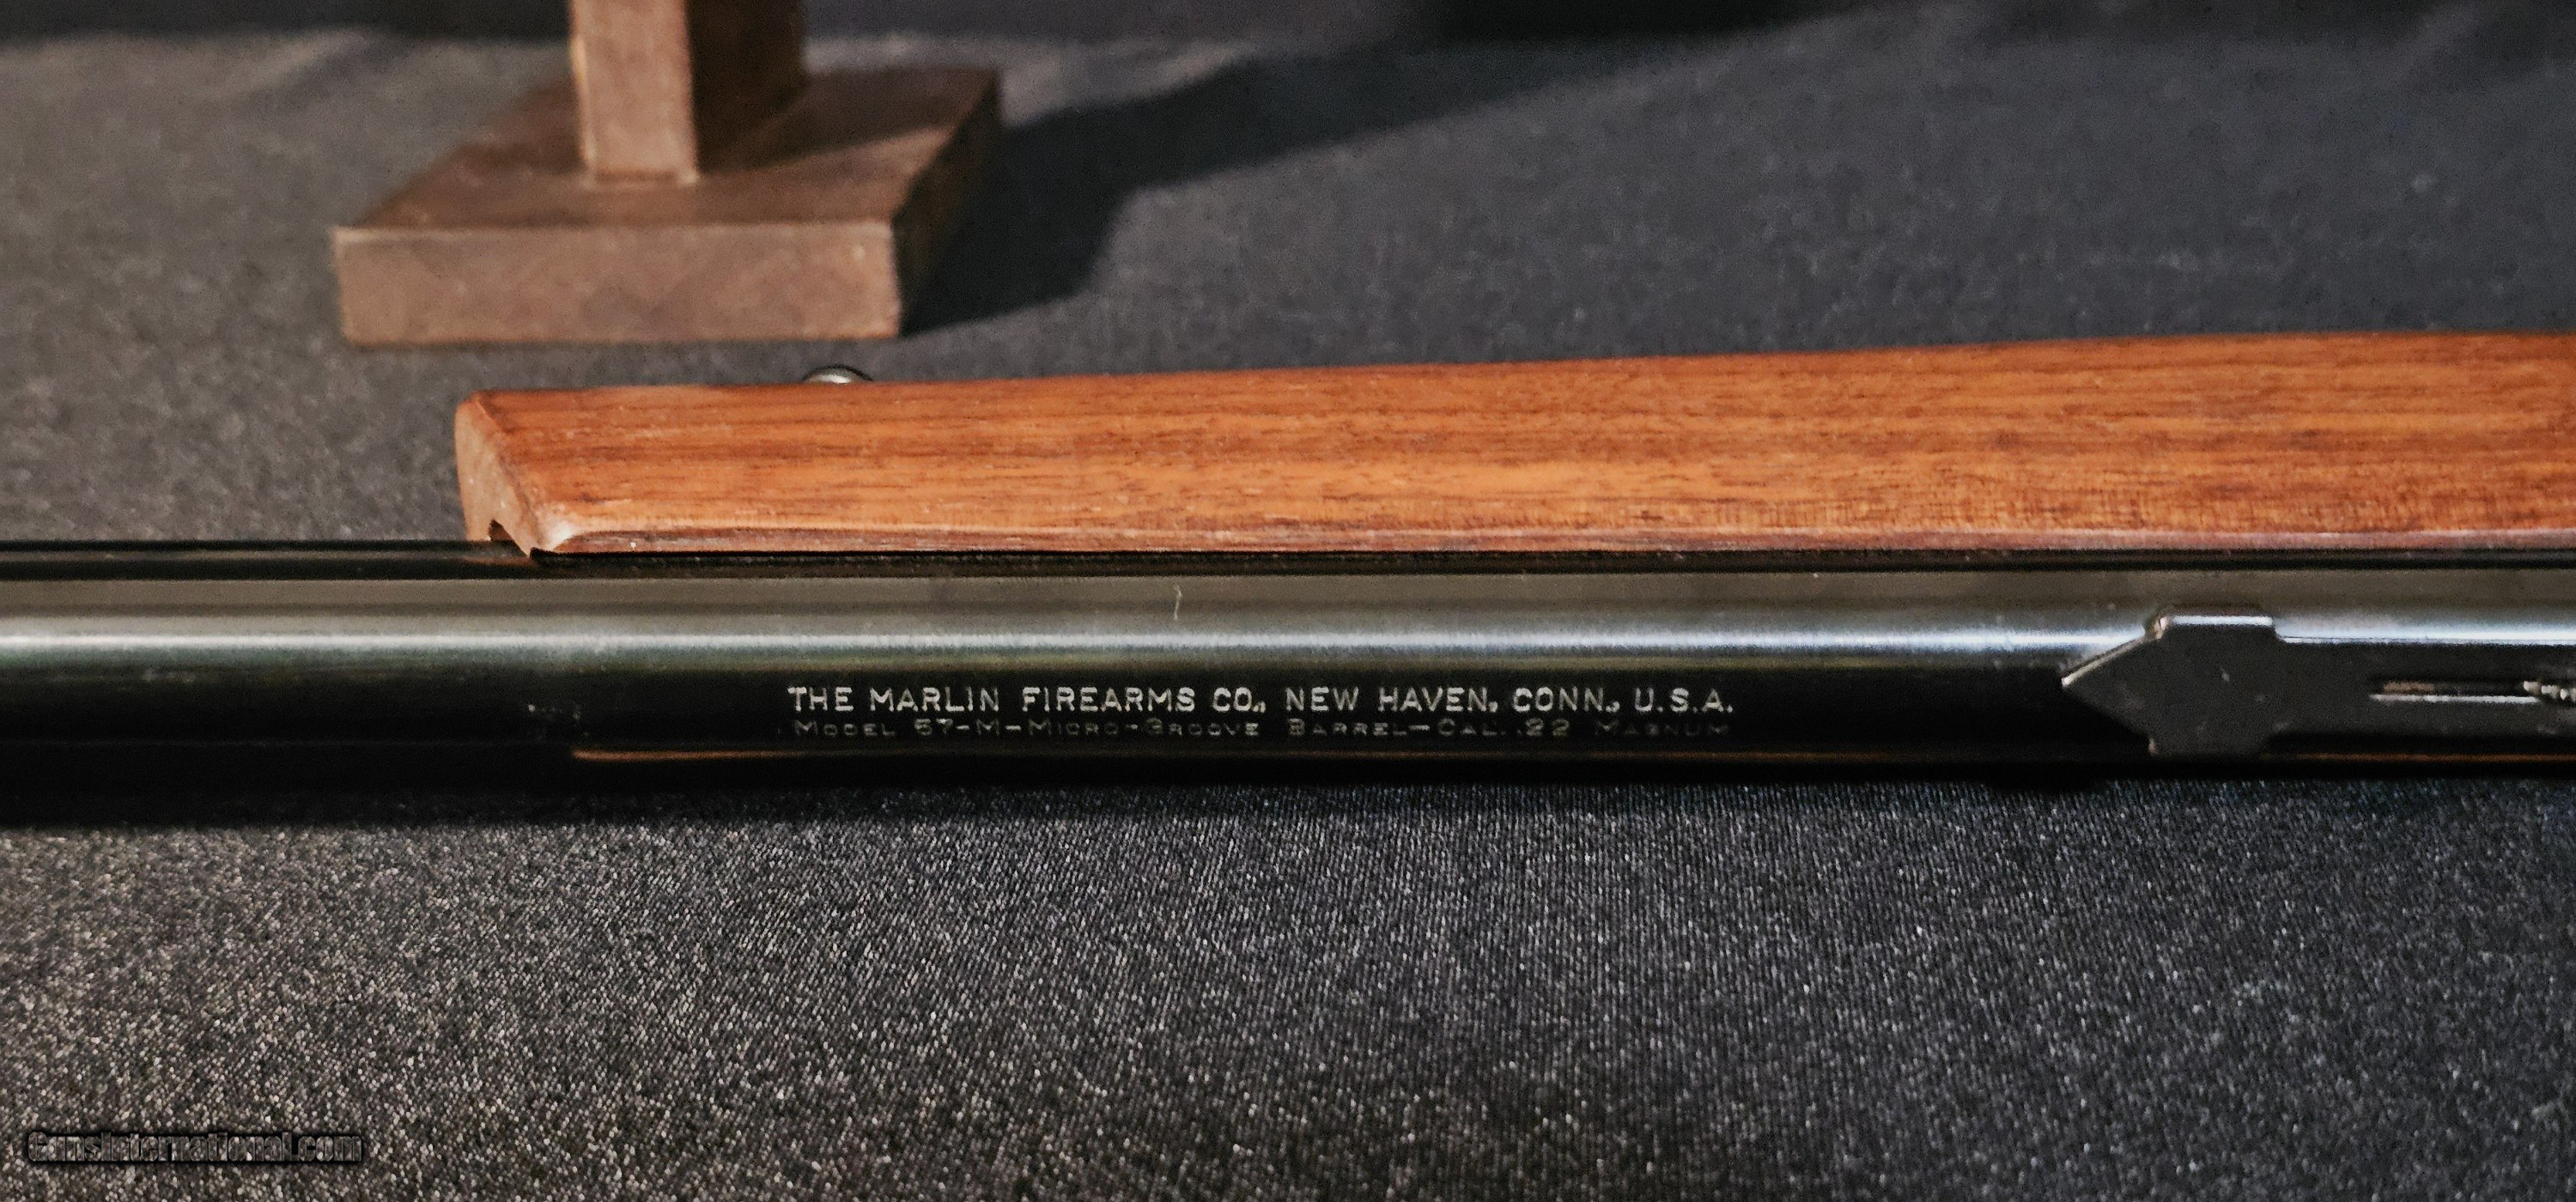 THE MARLIN FIREARMS CO., NEW HAVEN, CONN., U.S.A.
MODEL 57-M-MICRO-GROOVE BARREL-CAL. .22 MAGNUM
GunsInternational.com